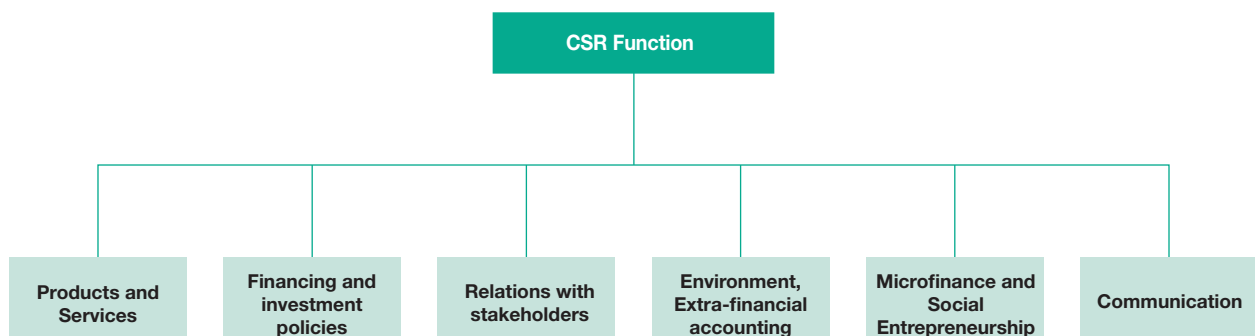 CSR Function
Products and
Services
Financing and
investment
policies
Relations with
stakeholders
Environment,
Extra-financial
accounting
Microfinance and
Social
Entrepreneurship
Communication